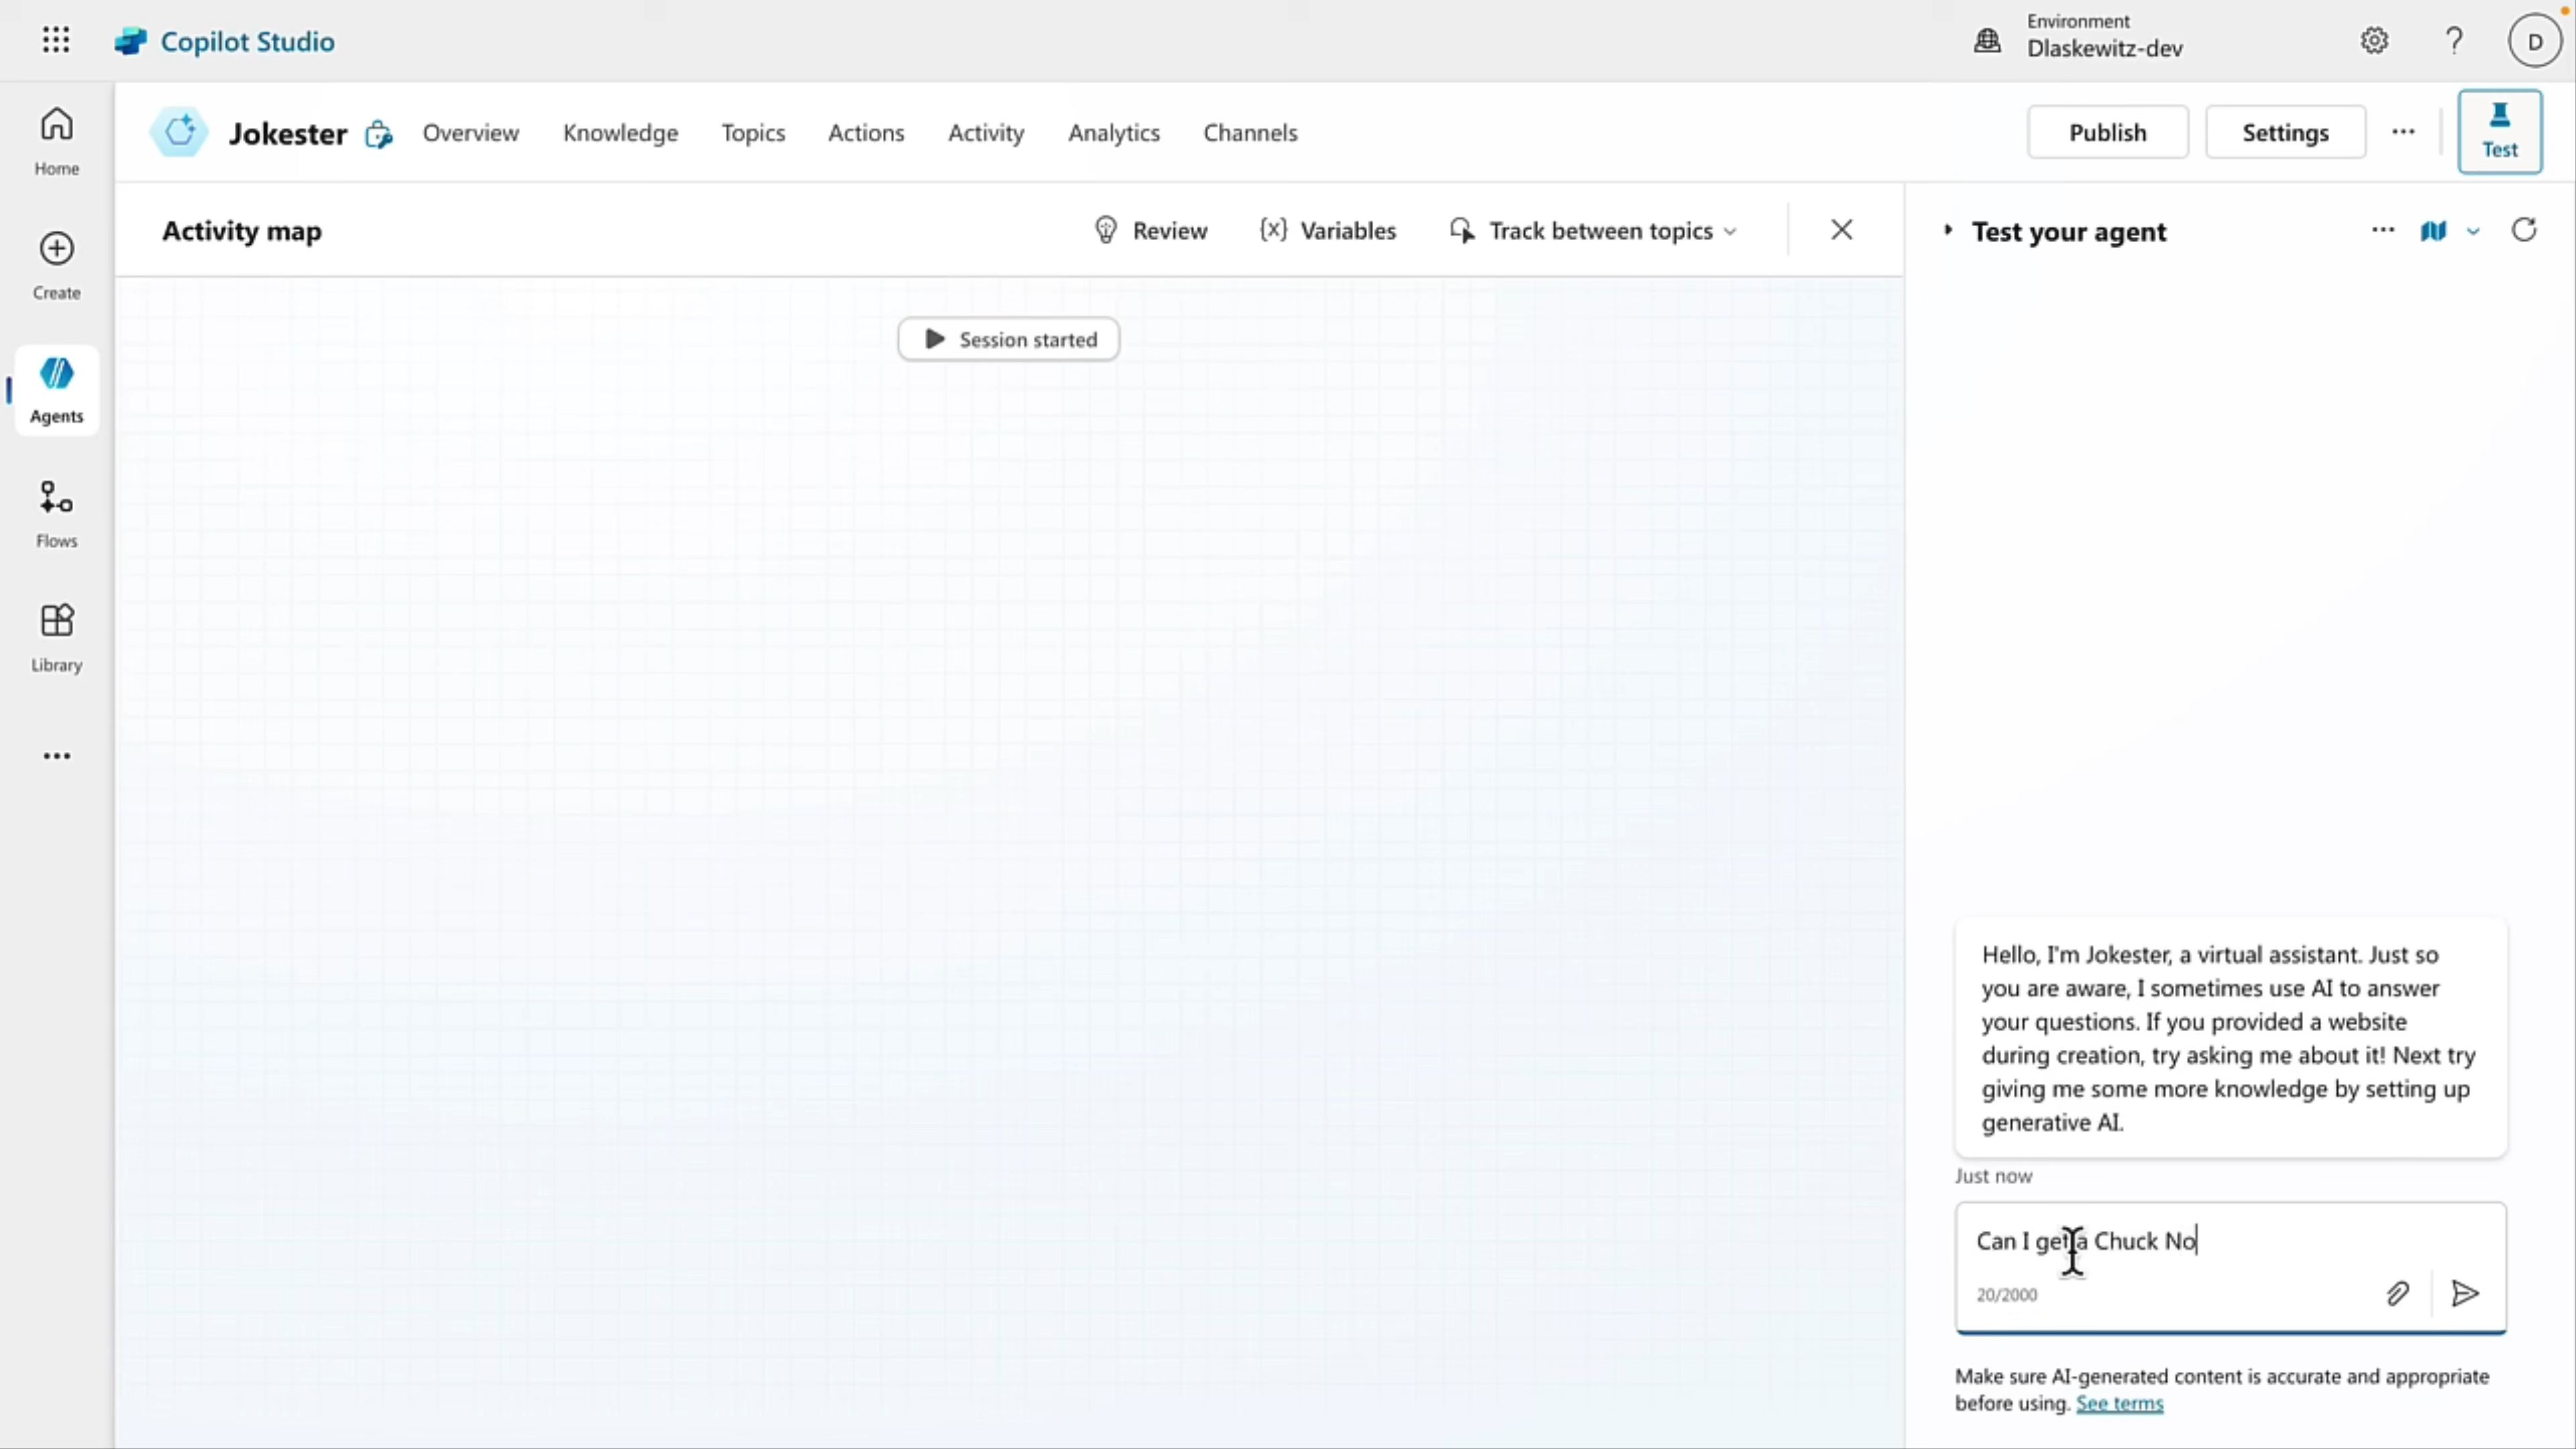 Copilot Studio
Environment
Dlaskewitz-dev
D
Home
Create
Agents
Flows
Library
Jokester
Overview
Knowledge
Topics
Actions
Activity
Analytics
Channels
Publish
Settings
Test
Activity map
Review
{x} Variables
Track between topics
Session started
Test your agent
Hello, I'm Jokester, a virtual assistant. Just so
you are aware, I sometimes use AI to answer
your questions. If you provided a website
during creation, try asking me about it! Next try
giving me some more knowledge by setting up
generative AI.
Just now
Can I get a Chuck No
20/2000
Make sure AI-generated content is accurate and appropriate
before using. See terms